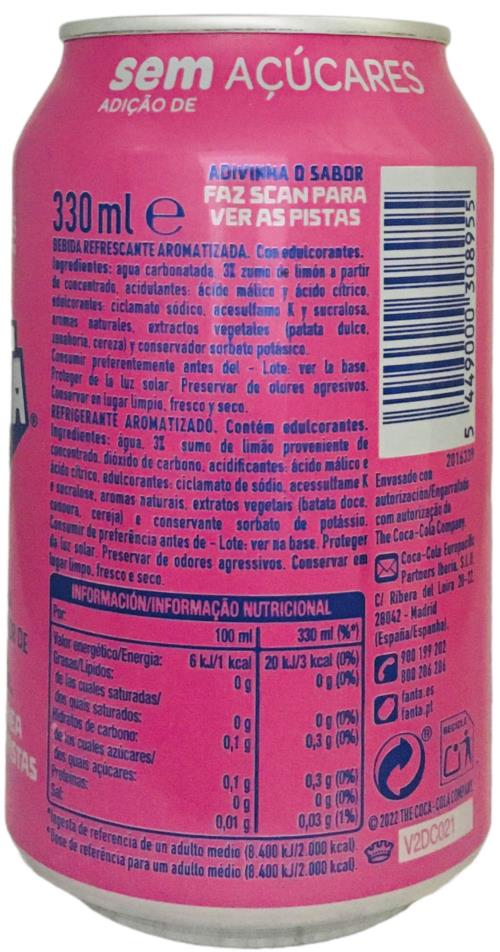 sem AÇÚCARES
ADIÇÃO DE
ADIVINHA O SABOR
FAZ SCAN PARA
VER AS PISTAS
330 ml e
BEBIDA REFRESCANTE AROMATIZADA. Con edulcorantes.
Ingredientes: agua carbonatada, 3% zumo de limón a partir
de concentrado, acidulantes: ácido málico y ácido cítrico,
edulcorantes: ciclamato sódico, acesulfamo K y sucralosa,
aromas naturales, extractos vegetales (patata dulce,
zanahoria, cereza) y conservador sorbato potásico.
Consumir preferentemente antes del - Lote: ver la base.
Proteger de la luz solar. Preservar de olores agresivos.
Conservar en lugar limpio, fresco y seco.
REFRIGERANTE AROMATIZADO. Contém edulcorantes.
Ingredientes: água, 3% sumo de limão proveniente de
concentrado, dióxido de carbono, acidificantes: ácido málico e
ácido cítrico, edulcorantes: ciclamato de sódio, acessulfame K
e sucralose, aromas naturais, extratos vegetais (batata doce,
cenoura, cereja) e conservante sorbato de potássio.
Consumir de preferência antes de - Lote: ver na base. Proteger
da luz solar. Preservar de odores agressivos. Conservar em
lugar limpo, fresco e seco.
INFORMACIÓN/INFORMAÇÃO NUTRICIONAL
Por: 100 ml 330 ml (%*)
Valor energético/Energia: 6 kJ/1 kcal 20 kJ/3 kcal (0%)
Grasas/Lípidos: 0 g 0 g (0%)
de las cuales saturadas/
dos quais saturados: 0 g 0 g (0%)
Hidratos de carbono: 0,1 g 0,3 g (0%)
de los cuales azúcares/
dos quais açúcares: 0,1 g 0,3 g (0%)
Proteínas: 0 g 0 g (0%)
Sal: 0,01 g 0,03 g (1%)
*Ingesta de referencia de un adulto medio (8.400 kJ/2.000 kcal).
*Dose de referência para um adulto médio (8.400 kJ/2.000 kcal).
5 449000 308955
2016339
Envasado con
autorización/Engarrafado
com autorização da
The Coca-Cola Company.
Coca-Cola Europacific
Partners Iberia, S.L.U.
C/ Ribera del Loira 20-22.
28042 - Madrid
(España/Espanha).
900 199 202
800 206 286
fanta.es
fanta.pt
RECICLA
© 2022 THE COCA-COLA COMPANY.
V2DC021
A®
DE
PISTAS